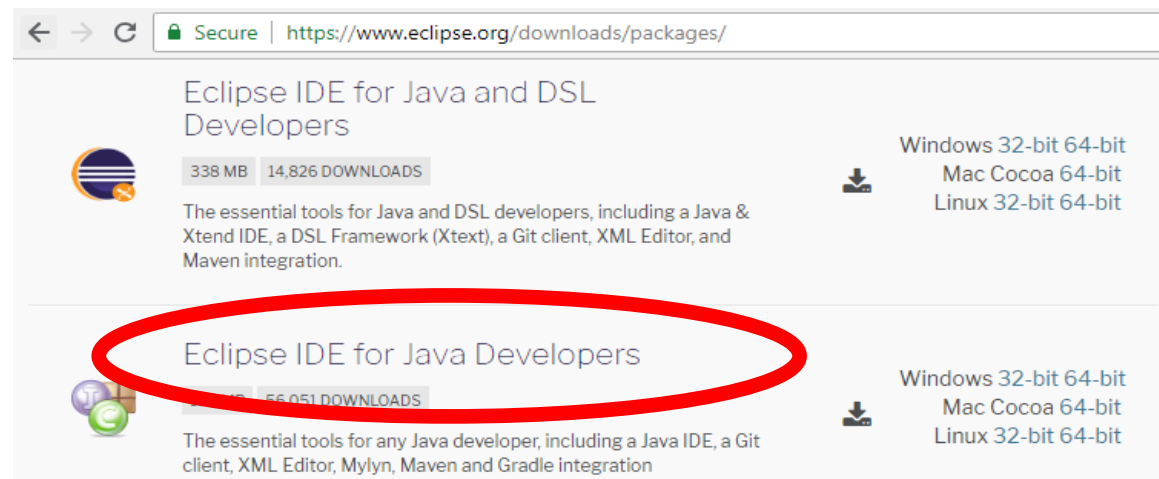 Secure | https://www.eclipse.org/downloads/packages/
Eclipse IDE for Java and DSL
Developers
338 MB 14,826 DOWNLOADS
The essential tools for Java and DSL developers, including a Java &
Xtend IDE, a DSL Framework (Xtext), a Git client, XML Editor, and
Maven integration.
Windows 32-bit 64-bit
Mac Cocoa 64-bit
Linux 32-bit 64-bit
Eclipse IDE for Java Developers
56,051 DOWNLOADS
The essential tools for any Java developer, including a Java IDE, a Git
client, XML Editor, Mylyn, Maven and Gradle integration
Windows 32-bit 64-bit
Mac Cocoa 64-bit
Linux 32-bit 64-bit